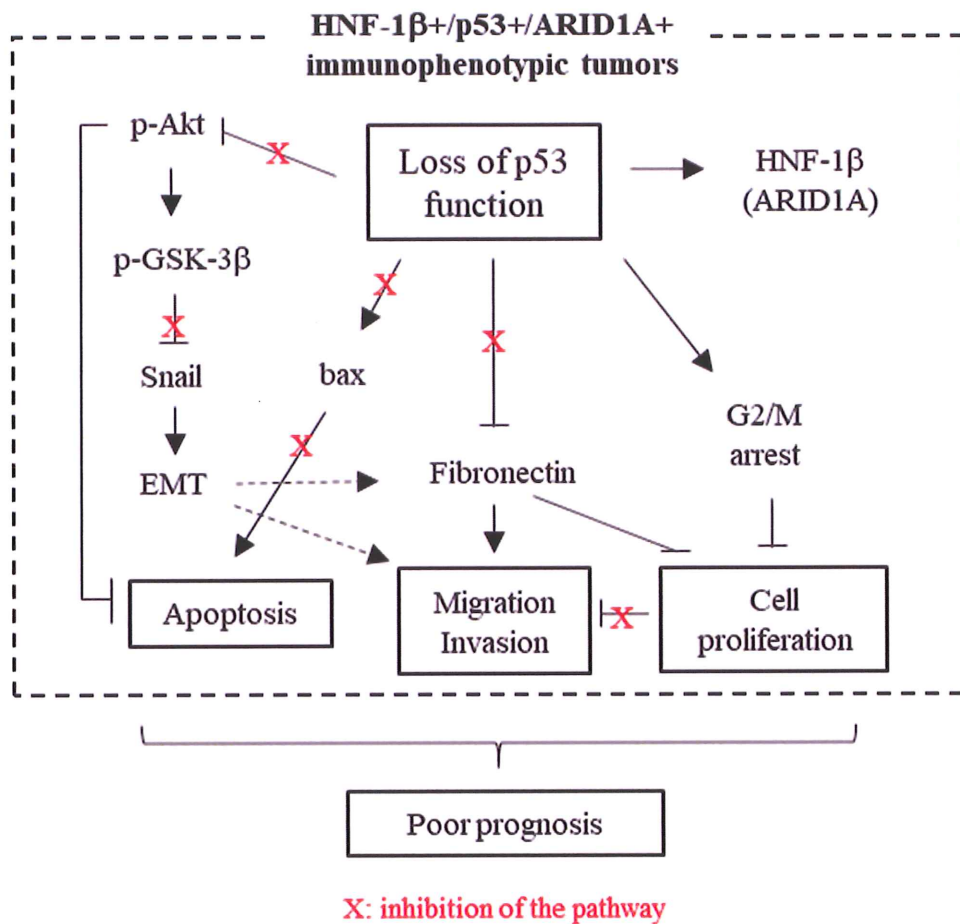 HNF-1β+/p53+/ARID1A+
immunophenotypic tumors
p-Akt
X
Loss of p53
function
HNF-1β
(ARID1A)
p-GSK-3β
X
X
X
Snail
bax
G2/M
arrest
X
EMT
Fibronectin
Apoptosis
Migration
Invasion
X
Cell
proliferation
Poor prognosis
X: inhibition of the pathway